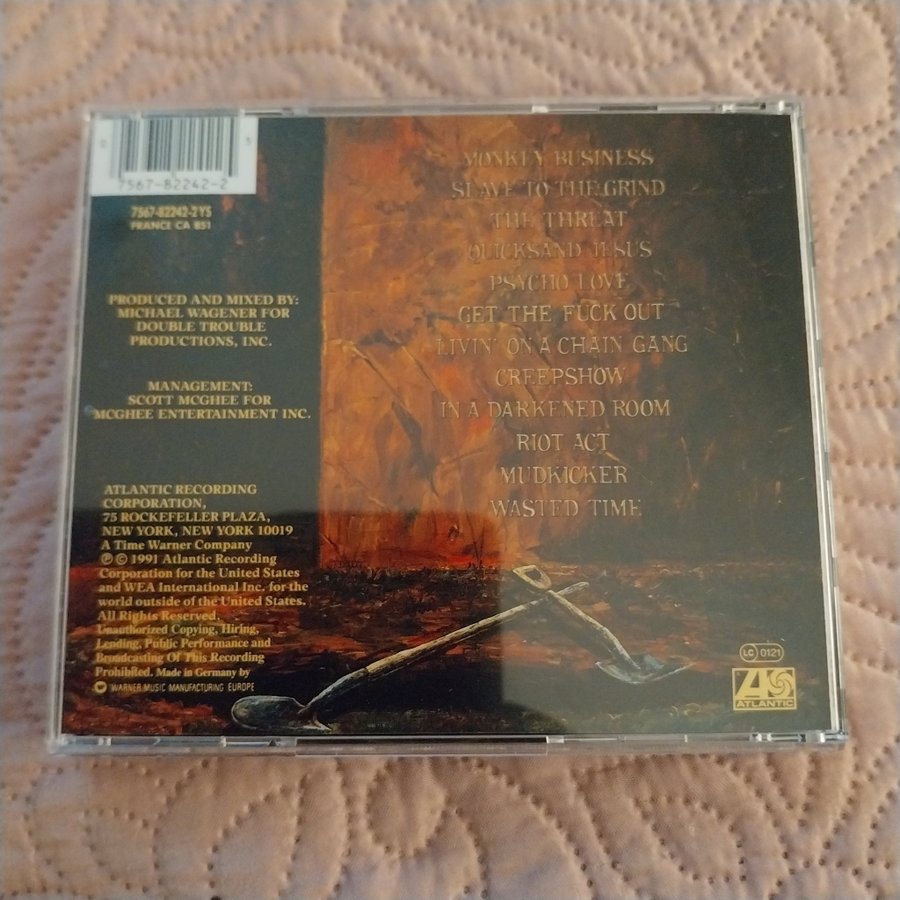 7567-82242-2
7567-82242-2YS
FRANCE CA 851
PRODUCED AND MIXED BY:
MICHAEL WAGENER FOR
DOUBLE TROUBLE
PRODUCTIONS, INC.
MANAGEMENT:
SCOTT MCGHEE FOR
MCGHEE ENTERTAINMENT INC.
ATLANTIC RECORDING
CORPORATION,
75 ROCKEFELLER PLAZA,
NEW YORK, NEW YORK 10019
A Time Warner Company
℗ © 1991 Atlantic Recording
Corporation for the United States
and WEA International Inc. for the
world outside of the United States.
All Rights Reserved.
Unauthorized Copying, Hiring,
Lending, Public Performance and
Broadcasting Of This Recording
Prohibited. Made in Germany by
WARNER MUSIC MANUFACTURING EUROPE
MONKEY BUSINESS
SLAVE TO THE GRIND
THE THREAT
QUICKSAND JESUS
PSYCHO LOVE
GET THE FUCK OUT
LIVIN' ON A CHAIN GANG
CREEPSHOW
IN A DARKENED ROOM
RIOT ACT
MUDKICKER
WASTED TIME
LC 0121
ATLANTIC